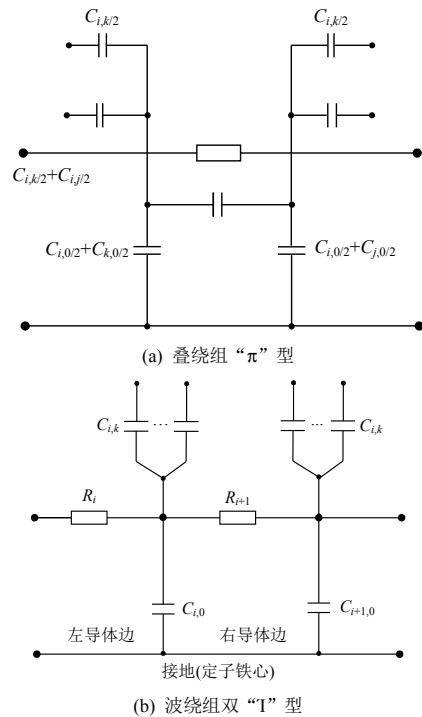 C_{i,k/2} C_{i,k/2}
C_{i,k/2}+C_{i,j/2}
C_{i,0/2}+C_{k,0/2} C_{i,0/2}+C_{j,0/2}
(a) 叠绕组“π”型
C_{i,k} ··· ··· C_{i,k}
R_i R_{i+1}
C_{i,0} C_{i+1,0}
左导体边 右导体边
接地(定子铁心)
(b) 波绕组双“I”型